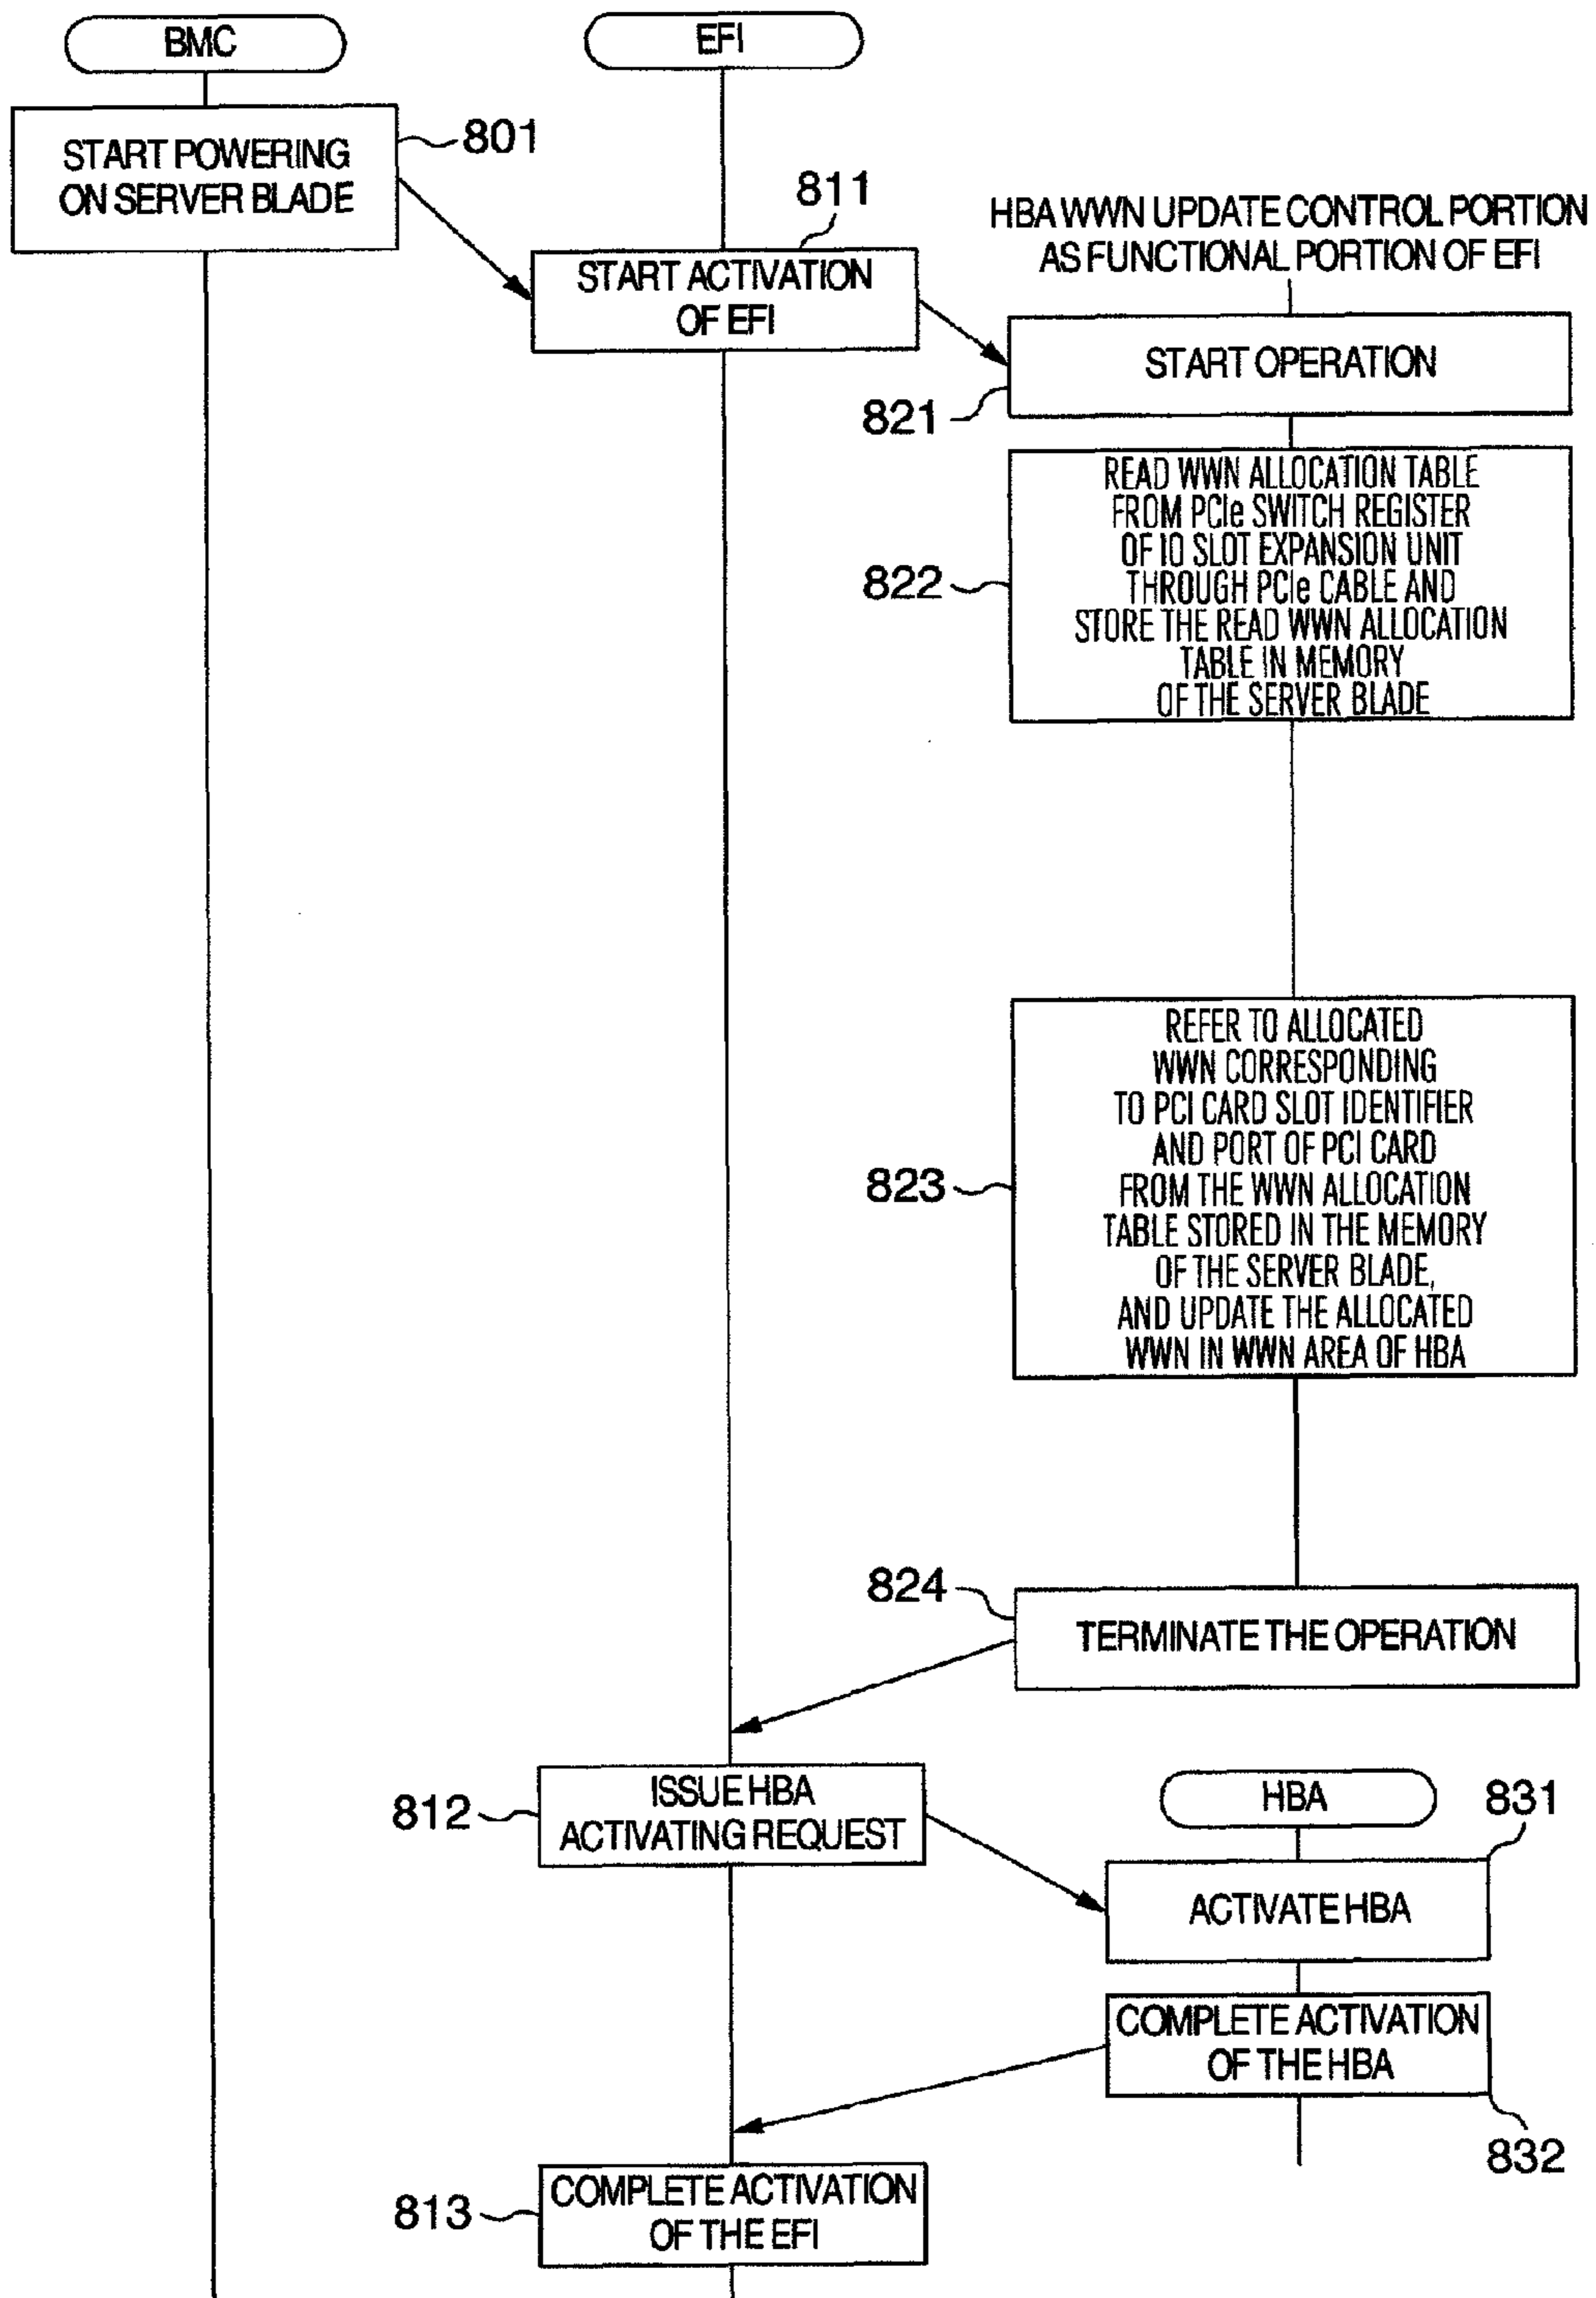 BMC
EFI
START POWERING
ON SERVER BLADE
801
811
START ACTIVATION
OF EFI
HBA WWN UPDATE CONTROL PORTION
AS FUNCTIONAL PORTION OF EFI
START OPERATION
821
READ WWN ALLOCATION TABLE
FROM PCIe SWITCH REGISTER
OF IO SLOT EXPANSION UNIT
THROUGH PCIe CABLE AND
STORE THE READ WWN ALLOCATION
TABLE IN MEMORY
OF THE SERVER BLADE
822
REFER TO ALLOCATED
WWN CORRESPONDING
TO PCI CARD SLOT IDENTIFIER
AND PORT OF PCI CARD
FROM THE WWN ALLOCATION
TABLE STORED IN THE MEMORY
OF THE SERVER BLADE,
AND UPDATE THE ALLOCATED
WWN IN WWN AREA OF HBA
823
824
TERMINATE THE OPERATION
812
ISSUE HBA
ACTIVATING REQUEST
HBA
831
ACTIVATE HBA
COMPLETE ACTIVATION
OF THE HBA
832
813
COMPLETE ACTIVATION
OF THE EFI